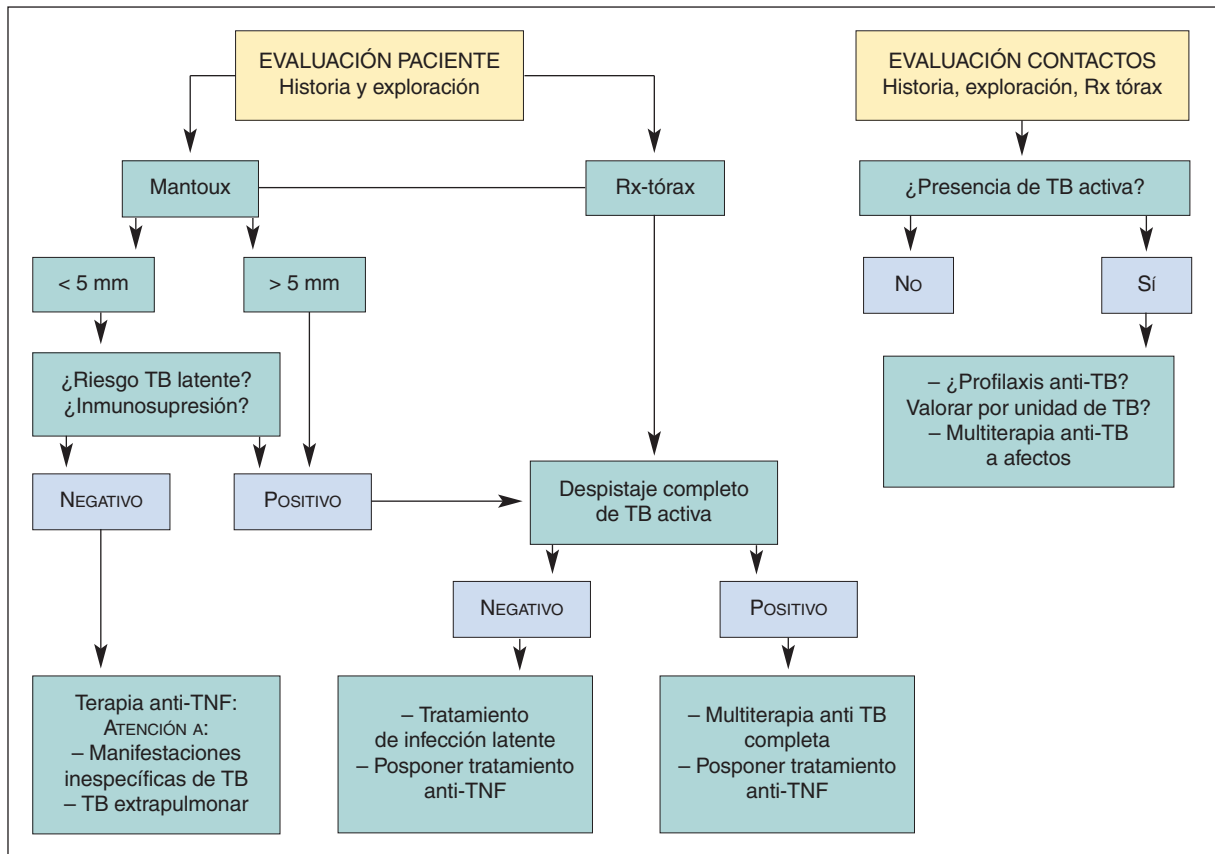 EVALUACIÓN PACIENTE
Historia y exploración
EVALUACIÓN CONTACTOS
Historia, exploración, Rx tórax
Mantoux
Rx-tórax
¿Presencia de TB activa?
< 5 mm
> 5 mm
NO
SÍ
¿Riesgo TB latente?
¿Inmunosupresión?
– ¿Profilaxis anti-TB?
Valorar por unidad de TB?
– Multiterapia anti-TB
a afectos
NEGATIVO
POSITIVO
Despistaje completo
de TB activa
NEGATIVO
POSITIVO
Terapia anti-TNF:
ATENCIÓN A:
– Manifestaciones
inespecíficas de TB
– TB extrapulmonar
– Tratamiento
de infección latente
– Posponer tratamiento
anti-TNF
– Multiterapia anti TB
completa
– Posponer tratamiento
anti-TNF